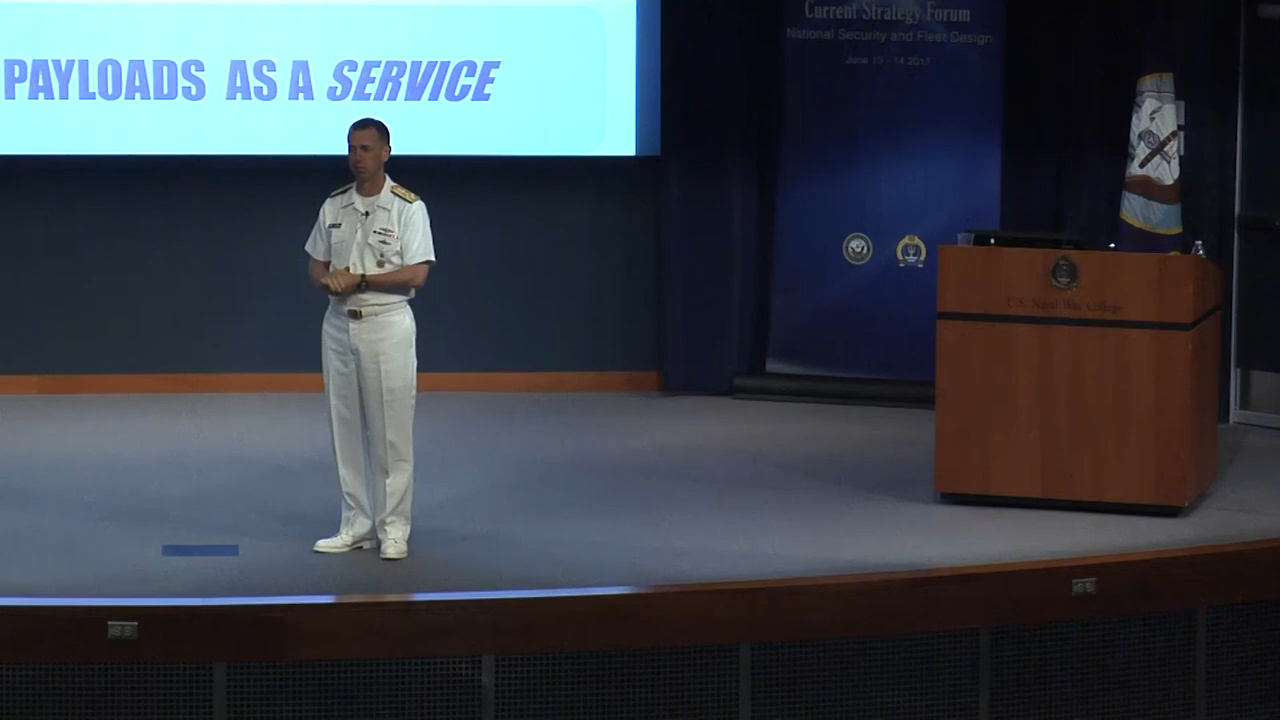 PAYLOADS AS A SERVICE
Current Strategy Forum
National Security and Fleet Design
June 13 - 14 2017
U.S. Naval War College